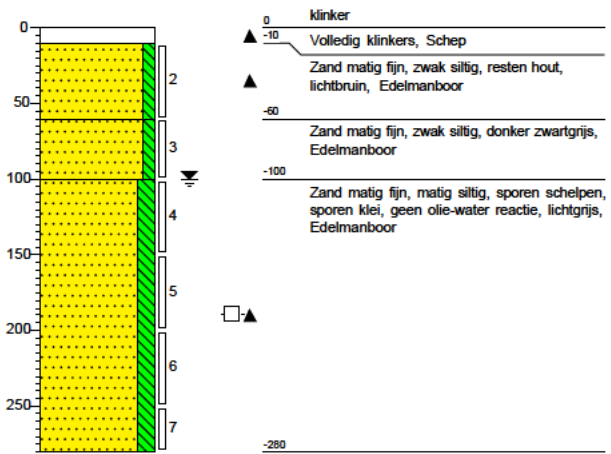 klinker
0
0
-10
Volledig klinkers, Schep
Zand matig fijn, zwak siltig, resten hout,
lichtbruin, Edelmanboor
2
50
-60
Zand matig fijn, zwak siltig, donker zwartgrijs,
Edelmanboor
3
100
-100
Zand matig fijn, matig siltig, sporen schelpen,
sporen klei, geen olie-water reactie, lichtgrijs,
Edelmanboor
4
150
5
200
6
250
7
-280